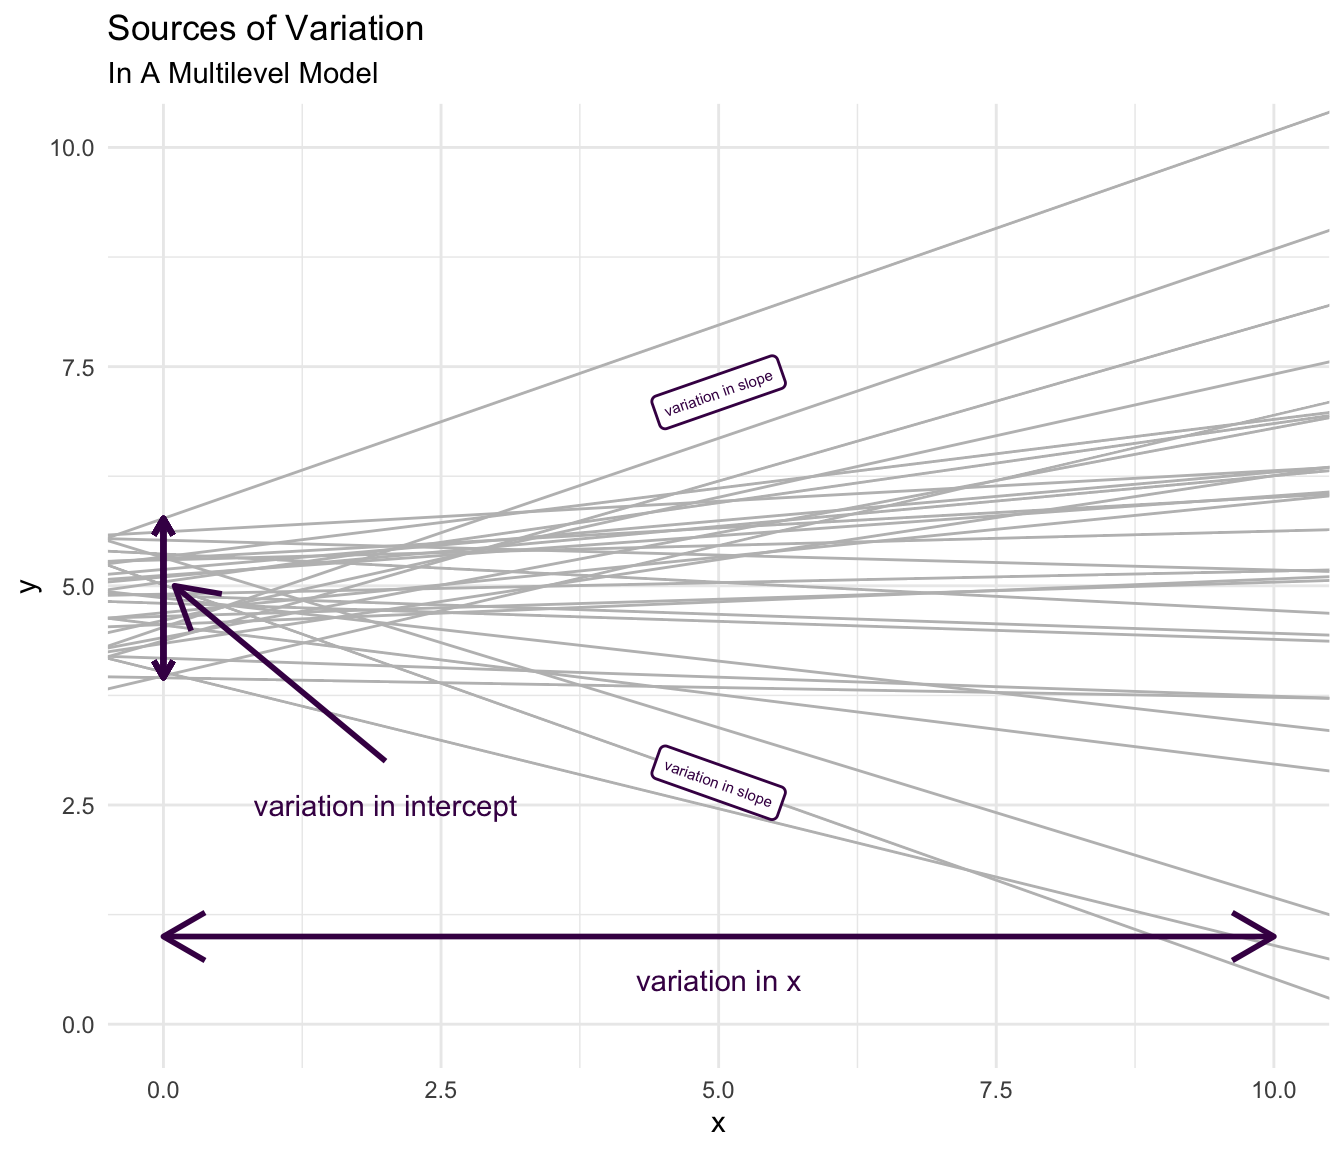 Sources of Variation
In A Multilevel Model
10.0
7.5
variation in slope
y
5.0
variation in slope
2.5
variation in intercept
variation in x
0.0
0.0 2.5 5.0 7.5 10.0
x